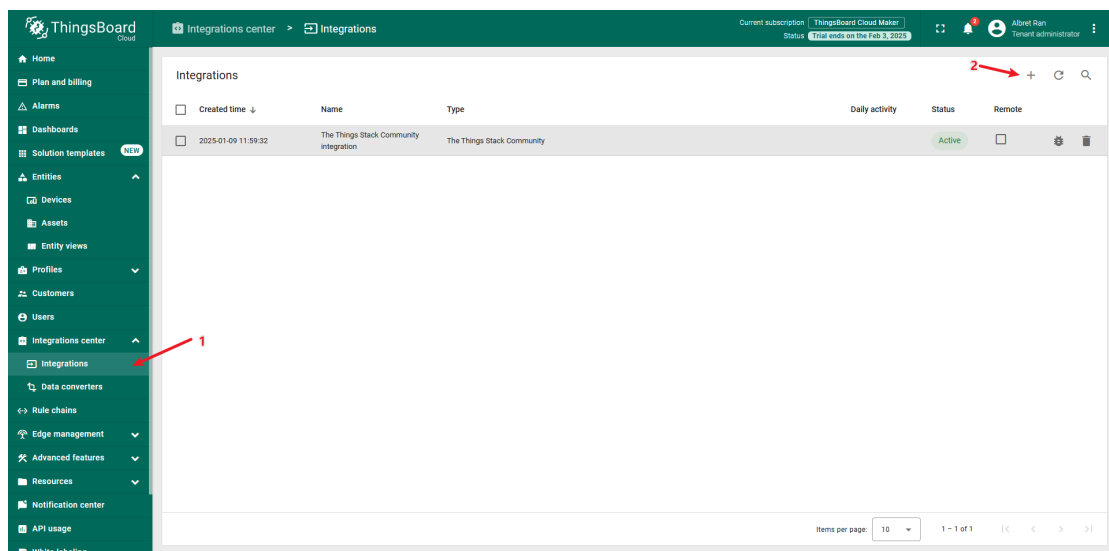 ThingsBoard
Cloud
Integrations center > Integrations
Current subscription ThingsBoard Cloud Maker
Status Trial ends on the Feb 3, 2025
2
Albret Ran
Tenant administrator
Home
Plan and billing
Alarms
Dashboards
Solution templates NEW
Entities
Devices
Assets
Entity views
Profiles
Customers
Users
Integrations center
Integrations
Data converters
Rule chains
Edge management
Advanced features
Resources
Notification center
API usage
White labeling
1
Integrations
2
Created time ↓ Name Type Daily activity Status Remote
2025-01-09 11:59:32 The Things Stack Community The Things Stack Community Active
integration
Items per page: 10 1 – 1 of 1